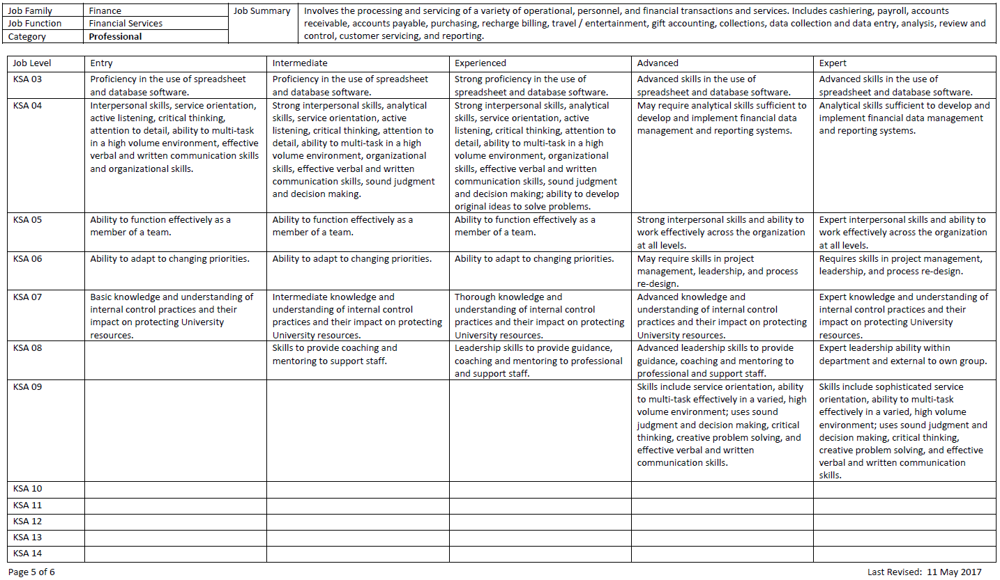 Job Family Finance Job Summary Involves the processing and servicing of a variety of operational, personnel, and financial transactions and services. Includes cashiering, payroll, accounts
Job Function Financial Services receivable, accounts payable, purchasing, recharge billing, travel / entertainment, gift accounting, collections, data collection and data entry, analysis, review and
Category Professional control, customer servicing, and reporting.
Job Level Entry Intermediate Experienced Advanced Expert
KSA 03
Proficiency in the use of spreadsheet
and database software.
Proficiency in the use of spreadsheet
and database software.
Strong proficiency in the use of
spreadsheet and database software.
Advanced skills in the use of
spreadsheet and database software.
Advanced skills in the use of
spreadsheet and database software.
KSA 04
Interpersonal skills, service orientation,
active listening, critical thinking,
attention to detail, ability to multi-task
in a high volume environment, effective
verbal and written communication skills
and organizational skills.
Strong interpersonal skills, analytical
skills, service orientation, active
listening, critical thinking, attention to
detail, ability to multi-task in a high
volume environment, organizational
skills, effective verbal and written
communication skills, sound judgment
and decision making.
Strong interpersonal skills, analytical
skills, service orientation, active
listening, critical thinking, attention to
detail, ability to multi-task in a high
volume environment, organizational
skills, effective verbal and written
communication skills, sound judgment
and decision making; ability to develop
original ideas to solve problems.
May require analytical skills sufficient to
develop and implement financial data
management and reporting systems.
Analytical skills sufficient to develop and
implement financial data management
and reporting systems.
KSA 05
Ability to function effectively as a
member of a team.
Ability to function effectively as a
member of a team.
Ability to function effectively as a
member of a team.
Strong interpersonal skills and ability to
work effectively across the organization
at all levels.
Expert interpersonal skills and ability to
work effectively across the organization
at all levels.
KSA 06
Ability to adapt to changing priorities.
Ability to adapt to changing priorities.
Ability to adapt to changing priorities.
May require skills in project
management, leadership, and process
re-design.
Requires skills in project management,
leadership, and process re-design.
KSA 07
Basic knowledge and understanding of
internal control practices and their
impact on protecting University
resources.
Intermediate knowledge and
understanding of internal control
practices and their impact on protecting
University resources.
Thorough knowledge and
understanding of internal control
practices and their impact on protecting
University resources.
Advanced knowledge and
understanding of internal control
practices and their impact on protecting
University resources.
Expert knowledge and understanding of
internal control practices and their
impact on protecting University
resources.
KSA 08
Skills to provide coaching and
mentoring to support staff.
Leadership skills to provide guidance,
coaching and mentoring to professional
and support staff.
Advanced leadership skills to provide
guidance, coaching and mentoring to
professional and support staff.
Expert leadership ability within
department and external to own group.
KSA 09
Skills include service orientation, ability
to multi-task effectively in a varied, high
volume environment; uses sound
judgment and decision making, critical
thinking, creative problem solving, and
effective verbal and written
communication skills.
Skills include sophisticated service
orientation, ability to multi-task
effectively in a varied, high volume
environment; uses sound judgment and
decision making, critical thinking,
creative problem solving, and effective
verbal and written communication
skills.
KSA 10
KSA 11
KSA 12
KSA 13
KSA 14
Page 5 of 6 Last Revised: 11 May 2017